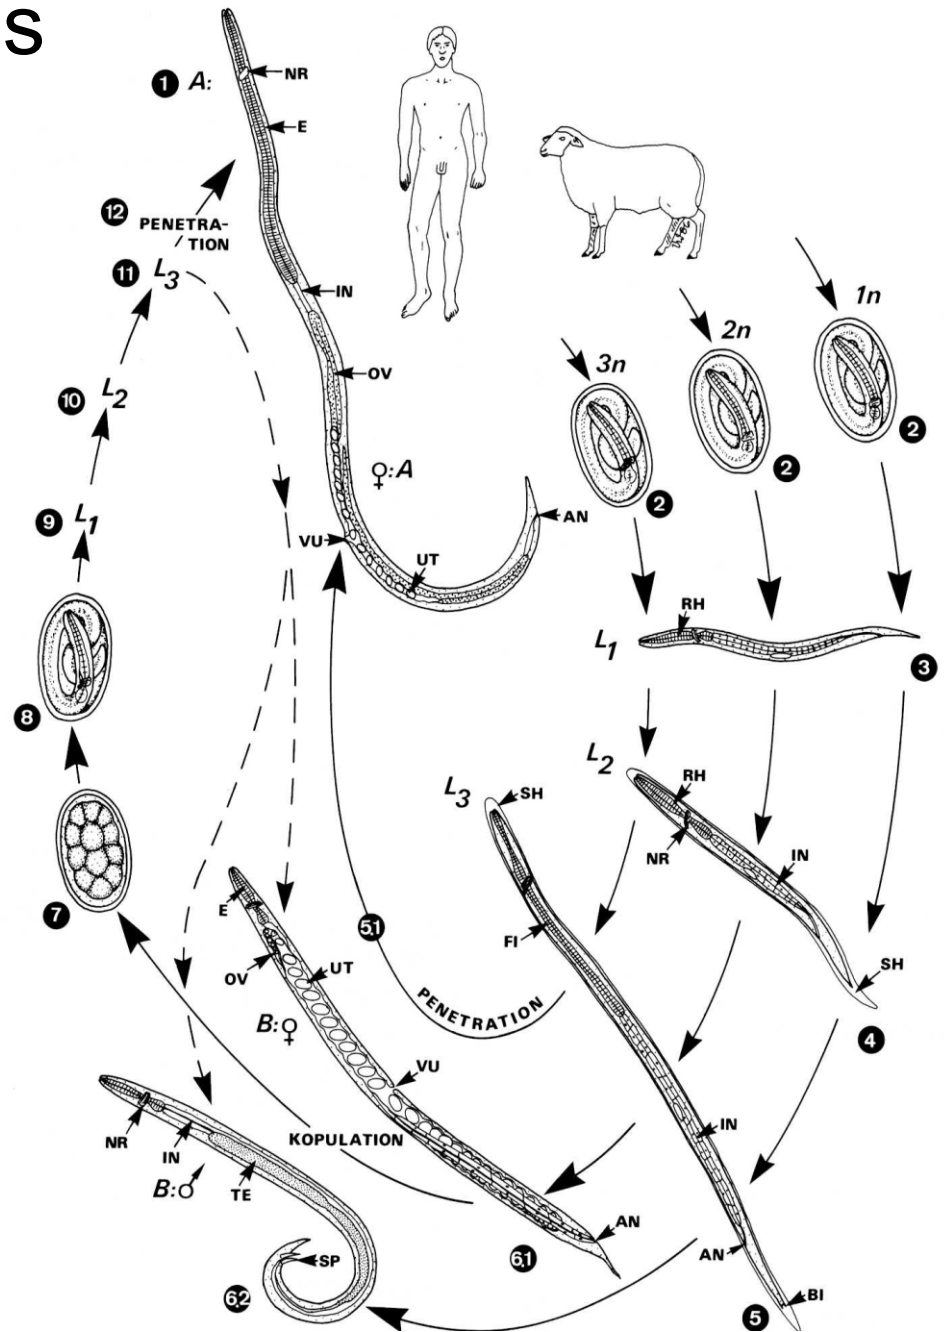 S
1 A:
NR
E
12
PENETRA-
TION
11 L3
IN
1n
2n
3n
10 L2
OV
2
2
2
♀:A
9 L1
AN
VU
UT
RH
L1
3
8
L2
RH
L3
SH
NR
IN
7
E
5.1
FI
OV
UT
SH
PENETRATION
B:♀
4
VU
NR
IN
KOPULATION
IN
B:♂
TE
AN
AN
SP
6.1
BI
6.2
5